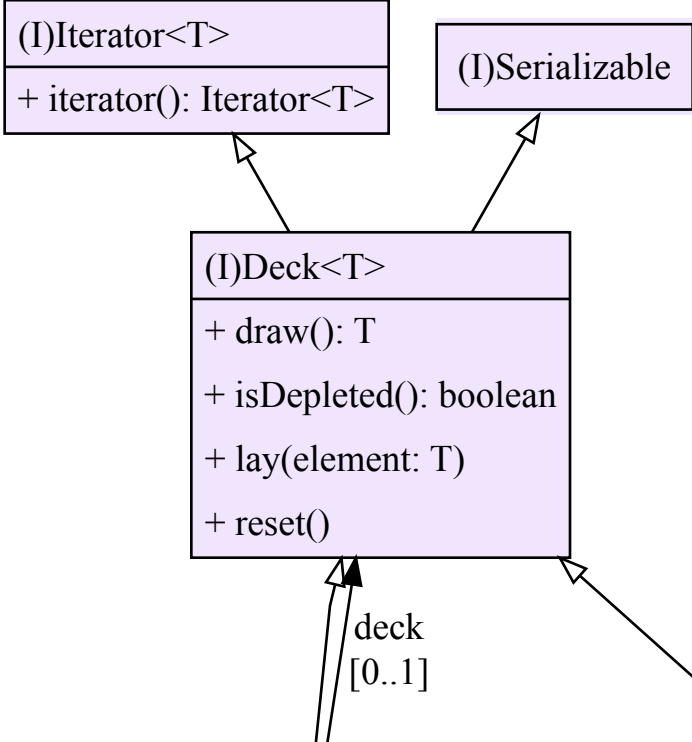 (I)Iterator<T>
+ iterator(): Iterator<T>
(I)Serializable
(I)Deck<T>
+ draw(): T
+ isDepleted(): boolean
+ lay(element: T)
+ reset()
deck
[0..1]